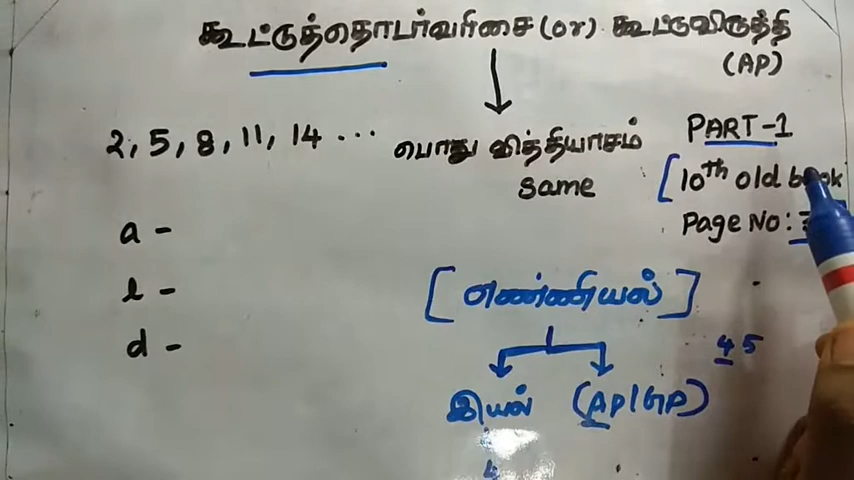 கூட்டுத்தொடர்வரிசை (or) கூட்டுவிருத்தி
(AP)
2, 5, 8, 11, 14 ... பொது வித்தியாசம்
same
PART-1
[10th old book
Page No:
a -
l -
d -
[எண்ணியல்]
45
இயல் (AP/GP)